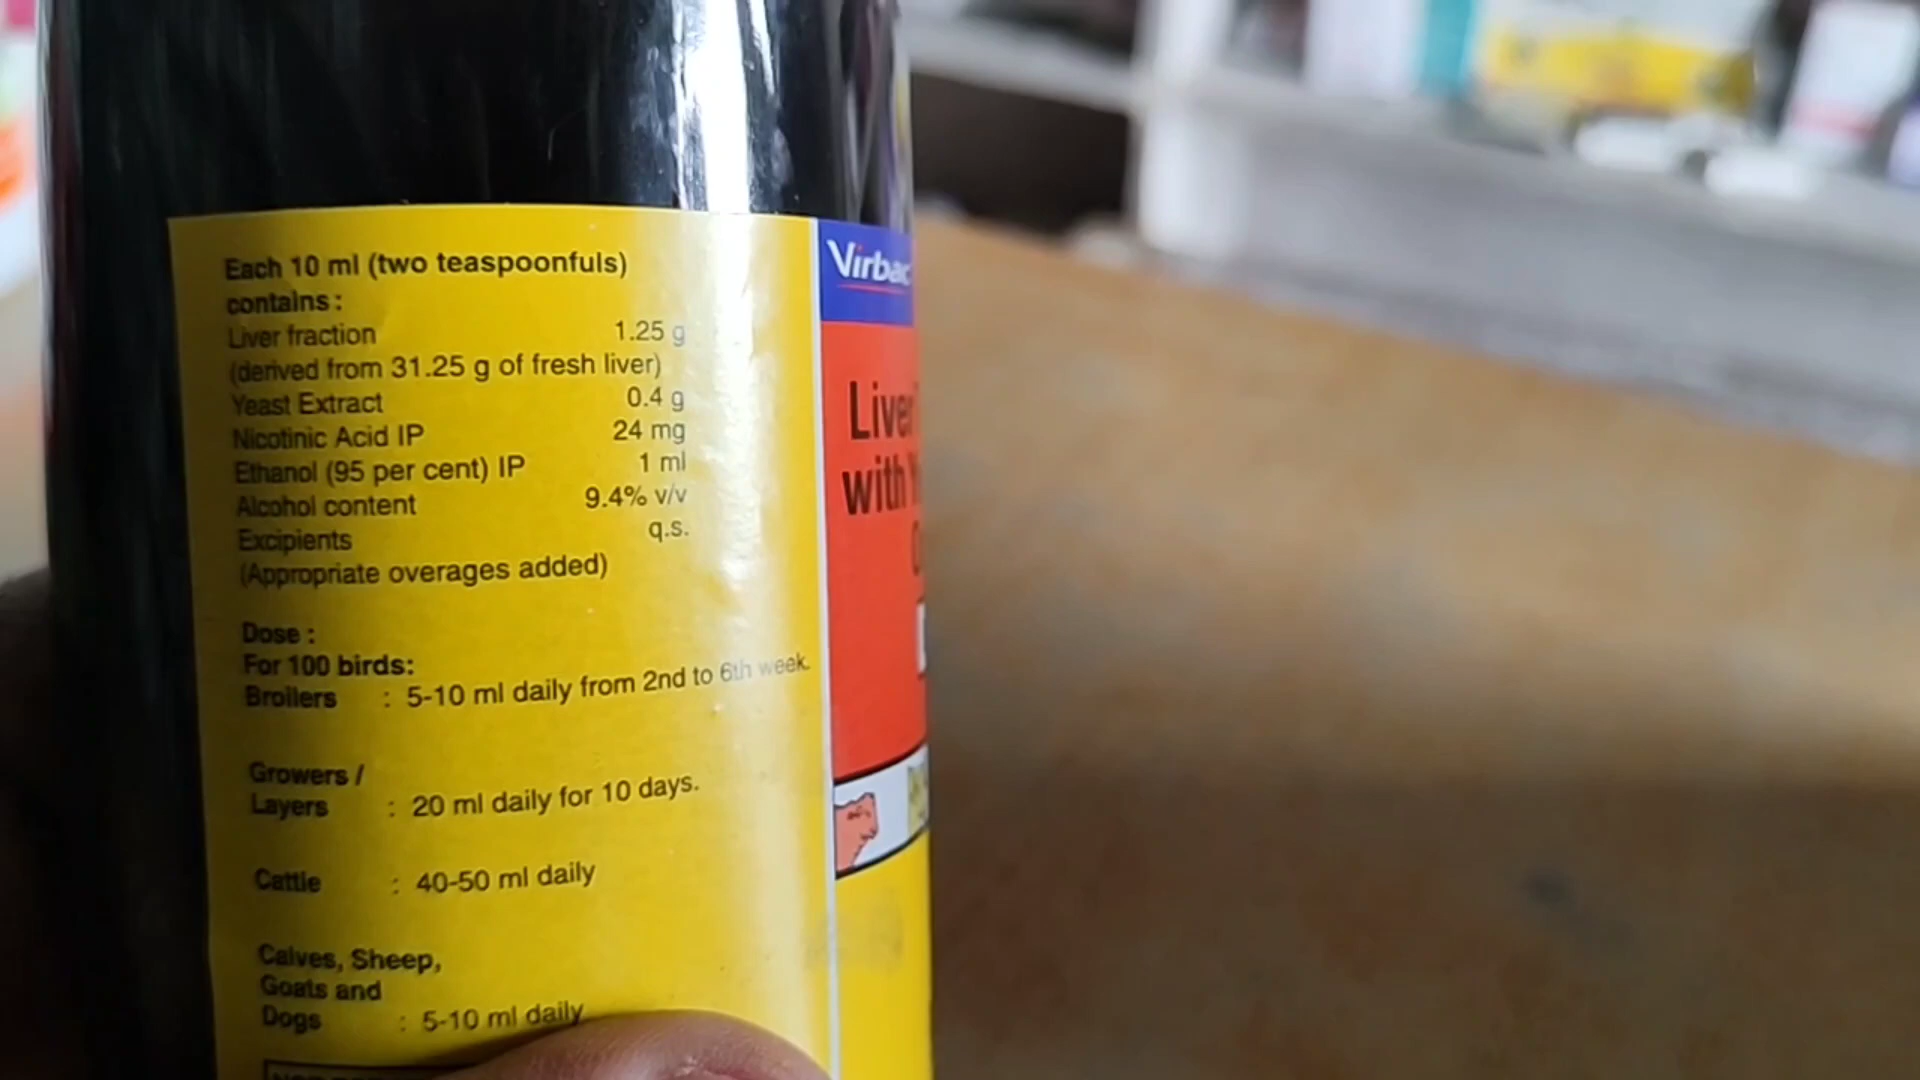 Each 10 ml (two teaspoonfuls)
contains :
Liver fraction 1.25 g
(derived from 31.25 g of fresh liver)
Yeast Extract 0.4 g
Nicotinic Acid IP 24 mg
Ethanol (95 per cent) IP 1 ml
Alcohol content 9.4% v/v
Excipients q.s.
(Appropriate overages added)
Dose :
For 100 birds:
Broilers : 5-10 ml daily from 2nd to 6th week.
Growers /
Layers : 20 ml daily for 10 days.
Cattle : 40-50 ml daily
Calves, Sheep,
Goats and
Dogs : 5-10 ml daily
Virbac
Liver
with